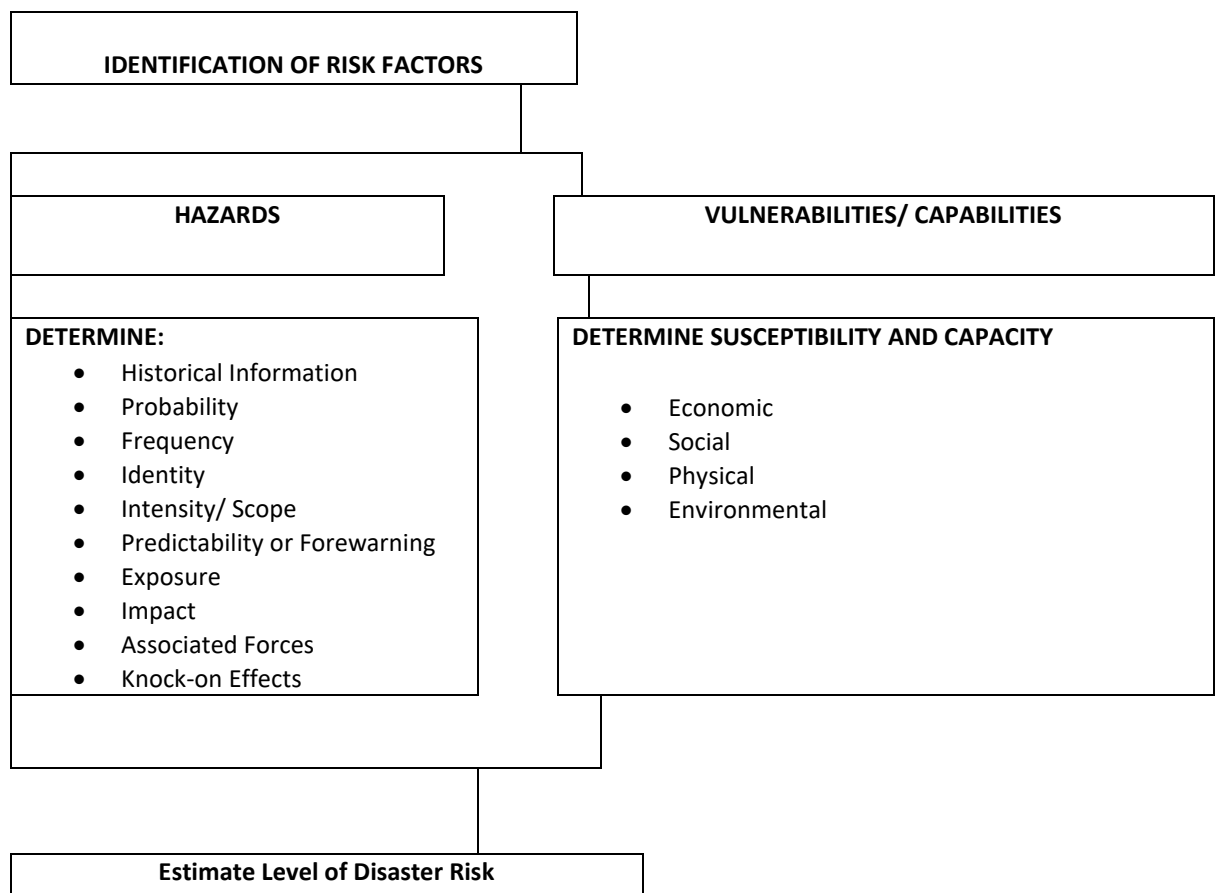 IDENTIFICATION OF RISK FACTORS
HAZARDS
VULNERABILITIES/ CAPABILITIES
DETERMINE:
• Historical Information
• Probability
• Frequency
• Identity
• Intensity/ Scope
• Predictability or Forewarning
• Exposure
• Impact
• Associated Forces
• Knock-on Effects
DETERMINE SUSCEPTIBILITY AND CAPACITY
• Economic
• Social
• Physical
• Environmental
Estimate Level of Disaster Risk